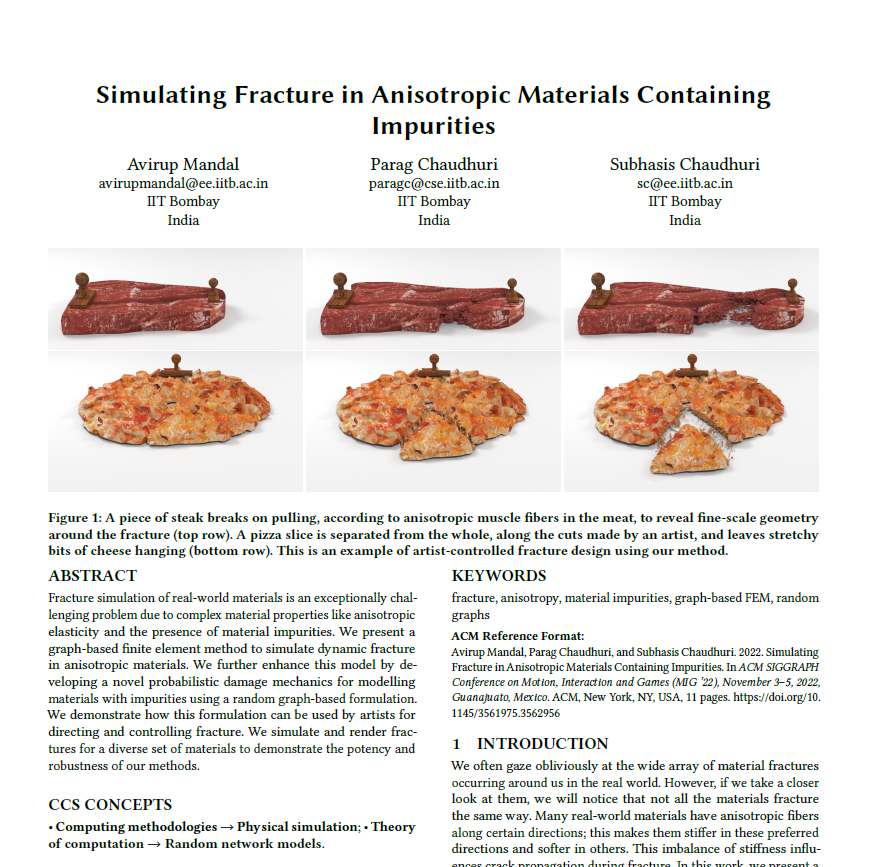 Simulating Fracture in Anisotropic Materials Containing
Impurities
Avirup Mandal
avirupmandal@ee.iitb.ac.in
IIT Bombay
India
Parag Chaudhuri
paragc@cse.iitb.ac.in
IIT Bombay
India
Subhasis Chaudhuri
sc@ee.iitb.ac.in
IIT Bombay
India
Figure 1: A piece of steak breaks on pulling, according to anisotropic muscle fibers in the meat, to reveal fine-scale geometry
around the fracture (top row). A pizza slice is separated from the whole, along the cuts made by an artist, and leaves stretchy
bits of cheese hanging (bottom row). This is an example of artist-controlled fracture design using our method.
ABSTRACT
Fracture simulation of real-world materials is an exceptionally chal-
lenging problem due to complex material properties like anisotropic
elasticity and the presence of material impurities. We present a
graph-based finite element method to simulate dynamic fracture
in anisotropic materials. We further enhance this model by de-
veloping a novel probabilistic damage mechanics for modelling
materials with impurities using a random graph-based formulation.
We demonstrate how this formulation can be used by artists for
directing and controlling fracture. We simulate and render frac-
tures for a diverse set of materials to demonstrate the potency and
robustness of our methods.
CCS CONCEPTS
• Computing methodologies → Physical simulation; • Theory
of computation → Random network models.
KEYWORDS
fracture, anisotropy, material impurities, graph-based FEM, random
graphs
ACM Reference Format:
Avirup Mandal, Parag Chaudhuri, and Subhasis Chaudhuri. 2022. Simulating
Fracture in Anisotropic Materials Containing Impurities. In ACM SIGGRAPH
Conference on Motion, Interaction and Games (MIG '22), November 3–5, 2022,
Guanajuato, Mexico. ACM, New York, NY, USA, 11 pages. https://doi.org/10.
1145/3561975.3562956
1 INTRODUCTION
We often gaze obliviously at the wide array of material fractures
occurring around us in the real world. However, if we take a closer
look at them, we will notice that not all the materials fracture
the same way. Many real-world materials have anisotropic fibers
along certain directions; this makes them stiffer in these preferred
directions and softer in others. This imbalance of stiffness influ-
ences crack propagation during fracture. In this work, we present a